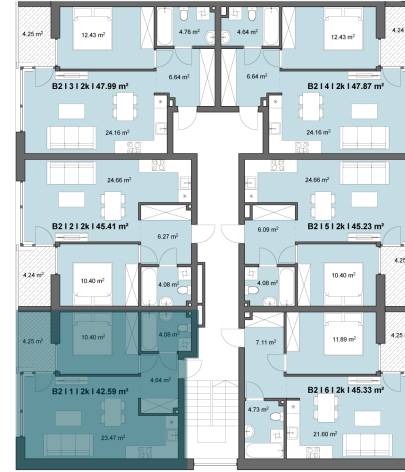 4.25 m² 12.43 m² 4.76 m² 4.64 m² 12.43 m² 4.24
6.64 m² 6.64 m²
B2 I 3 I 2k I 47.99 m² B2 I 4 I 2k I 47.87 m²
24.16 m² 24.16 m²
24.66 m² 24.66 m²
B2 I 2 I 2k I 45.41 m² 6.27 m² 6.09 m² B2 I 5 I 2k I 45.23 m²
4.24 m² 10.40 m² 4.08 m² 4.08 m² 10.40 m² 4.25
4.25 m² 10.40 m² 4.08 m² 7.11 m² 11.89 m² 4.25
B2 I 1 I 2k I 42.59 m² 4.64 m² B2 I 6 I 2k I 45.33 m²
4.73 m²
23.47 m² 21.60 m²